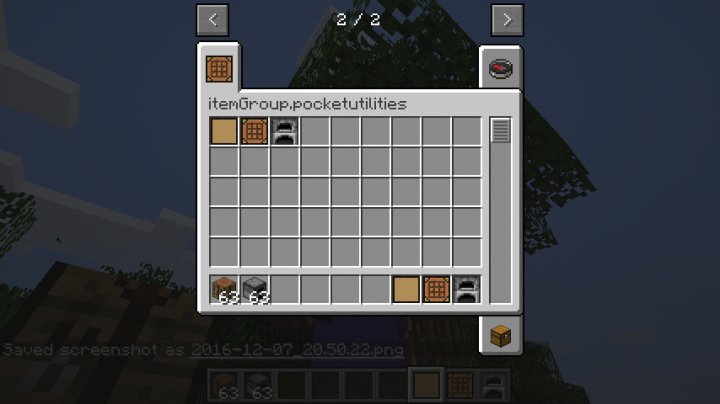 2 / 2
itemGroup.pocketutilities
63 63
Saved screenshot as 2016-12-07_20.50.22.png
63 63